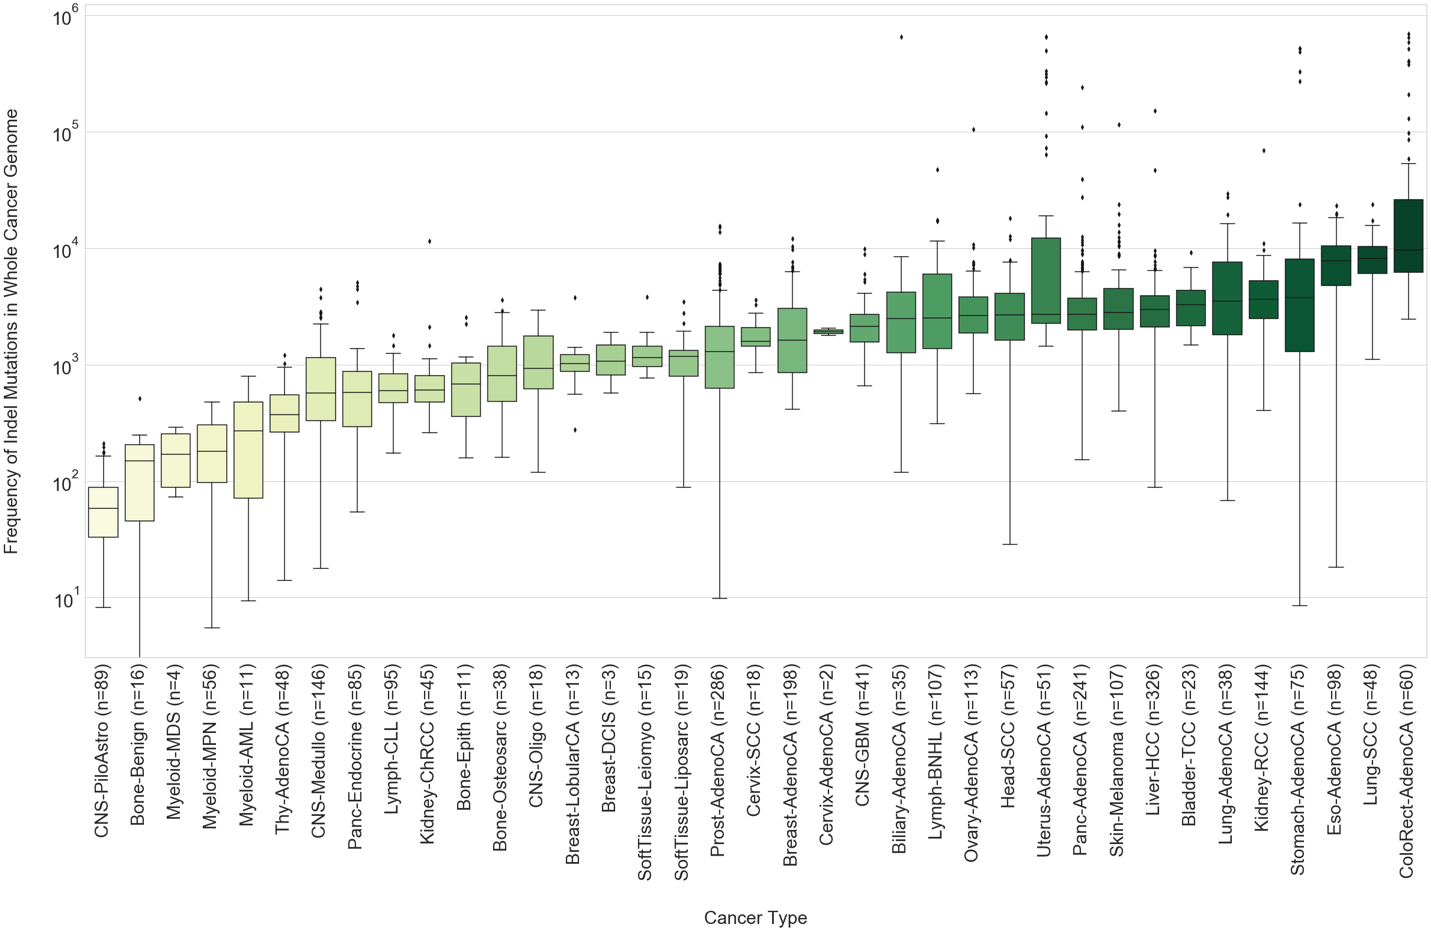 Frequency of Indel Mutations in Whole Cancer Genome
10^6
10^5
10^4
10^3
10^2
10^1
CNS-PiloAstro (n=89)
Bone-Benign (n=16)
Myeloid-MDS (n=4)
Myeloid-MPN (n=56)
Myeloid-AML (n=11)
Thy-AdenoCA (n=48)
CNS-Medullo (n=146)
Panc-Endocrine (n=85)
Lymph-CLL (n=95)
Kidney-ChRCC (n=45)
Bone-Epith (n=11)
Bone-Osteosarc (n=38)
CNS-Oligo (n=18)
Breast-LobularCA (n=13)
Breast-DCIS (n=3)
SoftTissue-Leiomyo (n=15)
SoftTissue-Liposarc (n=19)
Prost-AdenoCA (n=286)
Cervix-SCC (n=18)
Breast-AdenoCA (n=198)
Cervix-AdenoCA (n=2)
CNS-GBM (n=41)
Biliary-AdenoCA (n=35)
Lymph-BNHL (n=107)
Ovary-AdenoCA (n=113)
Head-SCC (n=57)
Uterus-AdenoCA (n=51)
Panc-AdenoCA (n=241)
Skin-Melanoma (n=107)
Liver-HCC (n=326)
Bladder-TCC (n=23)
Lung-AdenoCA (n=38)
Kidney-RCC (n=144)
Stomach-AdenoCA (n=75)
Eso-AdenoCA (n=98)
Lung-SCC (n=48)
ColoRect-AdenoCA (n=60)
Cancer Type